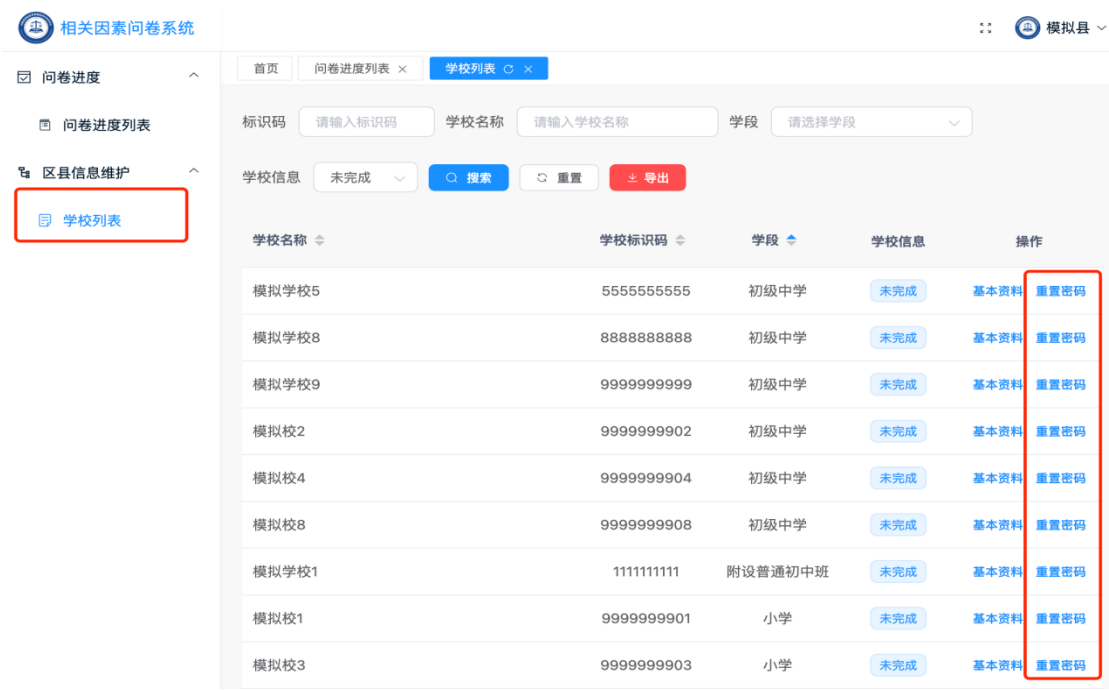 相关因素问卷系统
模拟县
问卷进度
首页 问卷进度列表 学校列表
问卷进度列表
标识码 请输入标识码 学校名称 请输入学校名称 学段 请选择学段
区县信息维护
学校信息 未完成 搜索 重置 导出
学校列表
学校名称 学校标识码 学段 学校信息 操作
模拟学校5 5555555555 初级中学 未完成 基本资料 重置密码
模拟学校8 8888888888 初级中学 未完成 基本资料 重置密码
模拟学校9 9999999999 初级中学 未完成 基本资料 重置密码
模拟校2 9999999902 初级中学 未完成 基本资料 重置密码
模拟校4 9999999904 初级中学 未完成 基本资料 重置密码
模拟校8 9999999908 初级中学 未完成 基本资料 重置密码
模拟学校1 1111111111 附设普通初中班 未完成 基本资料 重置密码
模拟校1 9999999901 小学 未完成 基本资料 重置密码
模拟校3 9999999903 小学 未完成 基本资料 重置密码